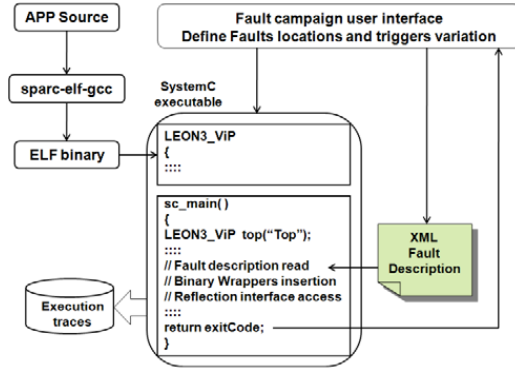 APP Source
Fault campaign user interface
Define Faults locations and triggers variation
sparc-elf-gcc
SystemC
executable
ELF binary
LEON3_ViP
{
::::
sc_main( )
{
LEON3_ViP top("Top");
::::
// Fault description read
// Binary Wrappers insertion
// Reflection interface access
::::
return exitCode;
}
XML
Fault
Description
Execution
traces